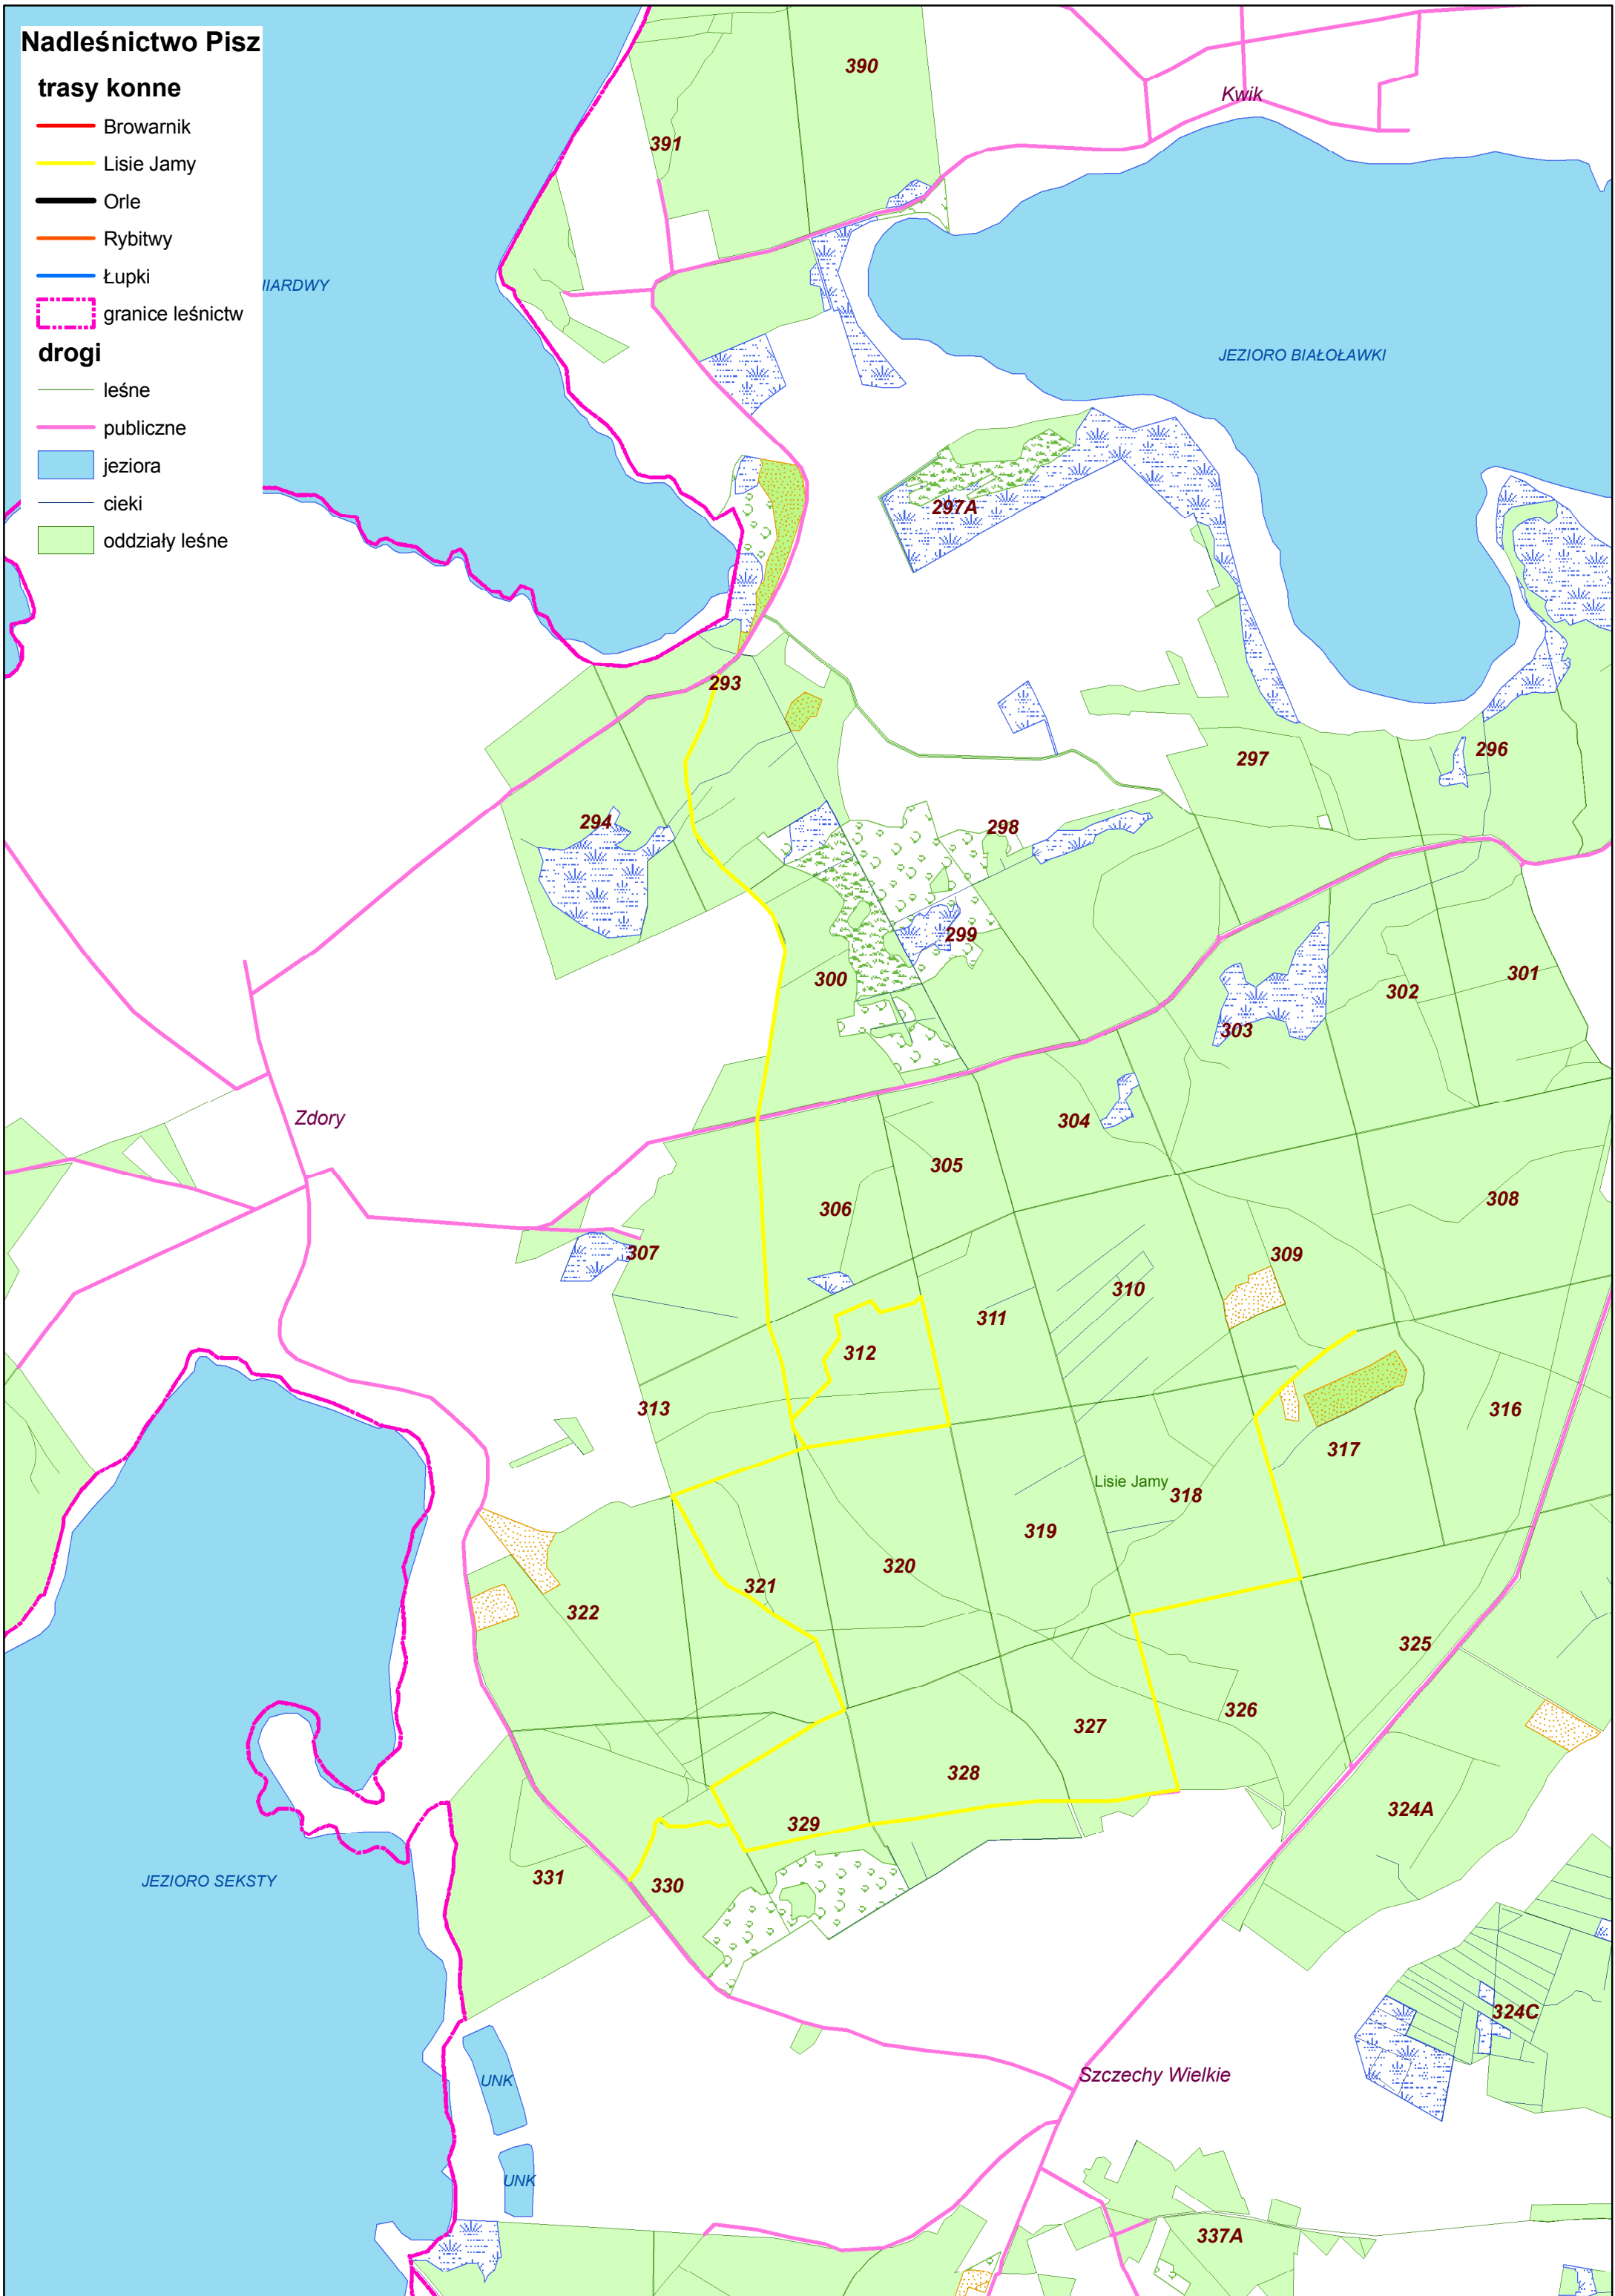 Nadleśnictwo Pisz
trasy konne
Browarnik
Lisie Jamy
Orle
Rybitwy
Łupki
granice leśnictw
drogi
leśne
publiczne
jeziora
cieki
oddziały leśne
390
Kwik
391
IIARDWY
JEZIORO BIAŁOŁAWKI
297A
293
297
296
294
298
299
300
301
302
303
Zdory
304
305
306
308
307
309
310
311
312
313
316
317
Lisie Jamy
318
319
320
321
322
325
326
327
328
329
324A
331
330
JEZIORO SEKSTY
324C
Szczechy Wielkie
UNK
UNK
337A